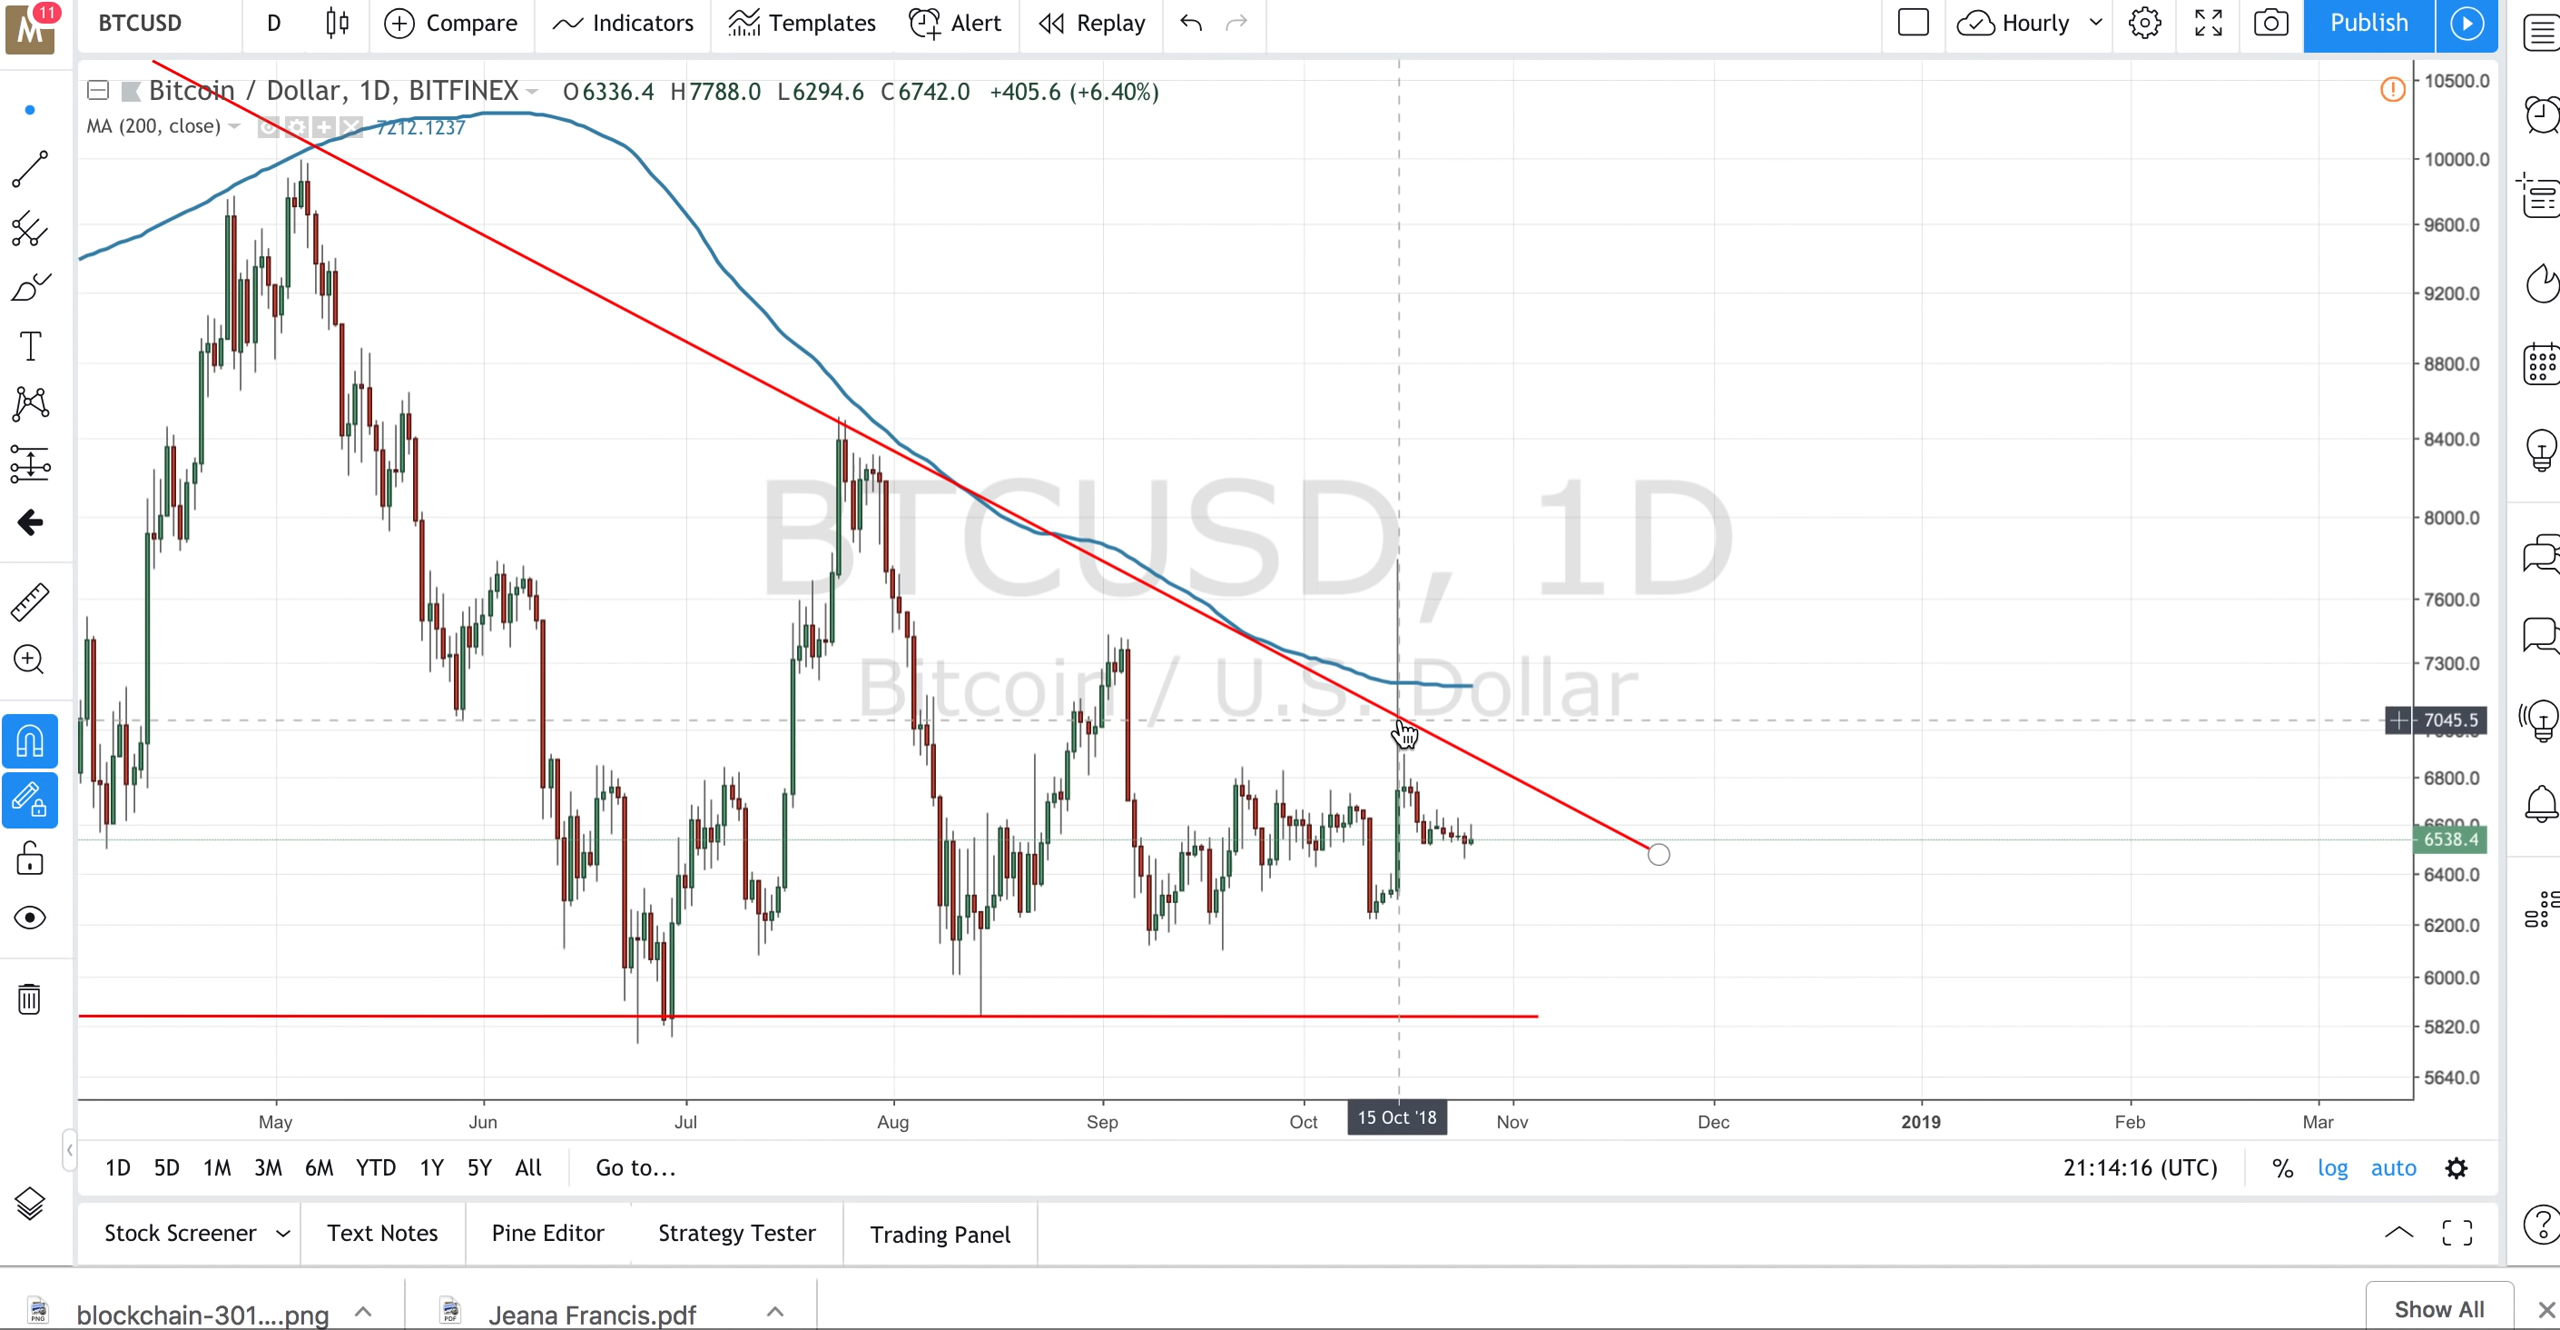 11
M
BTCUSD D Compare Indicators Templates Alert Replay Hourly Publish
Bitcoin / Dollar, 1D, BITFINEX O6336.4 H7788.0 L6294.6 C6742.0 +405.6 (+6.40%)
MA (200, close) 7212.1237
T
BTCUSD, 1D
Bitcoin / U.S. Dollar
10500.0
10000.0
9600.0
9200.0
8800.0
8400.0
8000.0
7600.0
7300.0
7045.5
6800.0
6600.0
6538.4
6400.0
6200.0
6000.0
5820.0
5640.0
May Jun Jul Aug Sep Oct 15 Oct '18 Nov Dec 2019 Feb Mar
1D 5D 1M 3M 6M YTD 1Y 5Y All Go to... 21:14:16 (UTC) % log auto
Stock Screener Text Notes Pine Editor Strategy Tester Trading Panel
blockchain-301....png Jeana Francis.pdf Show All